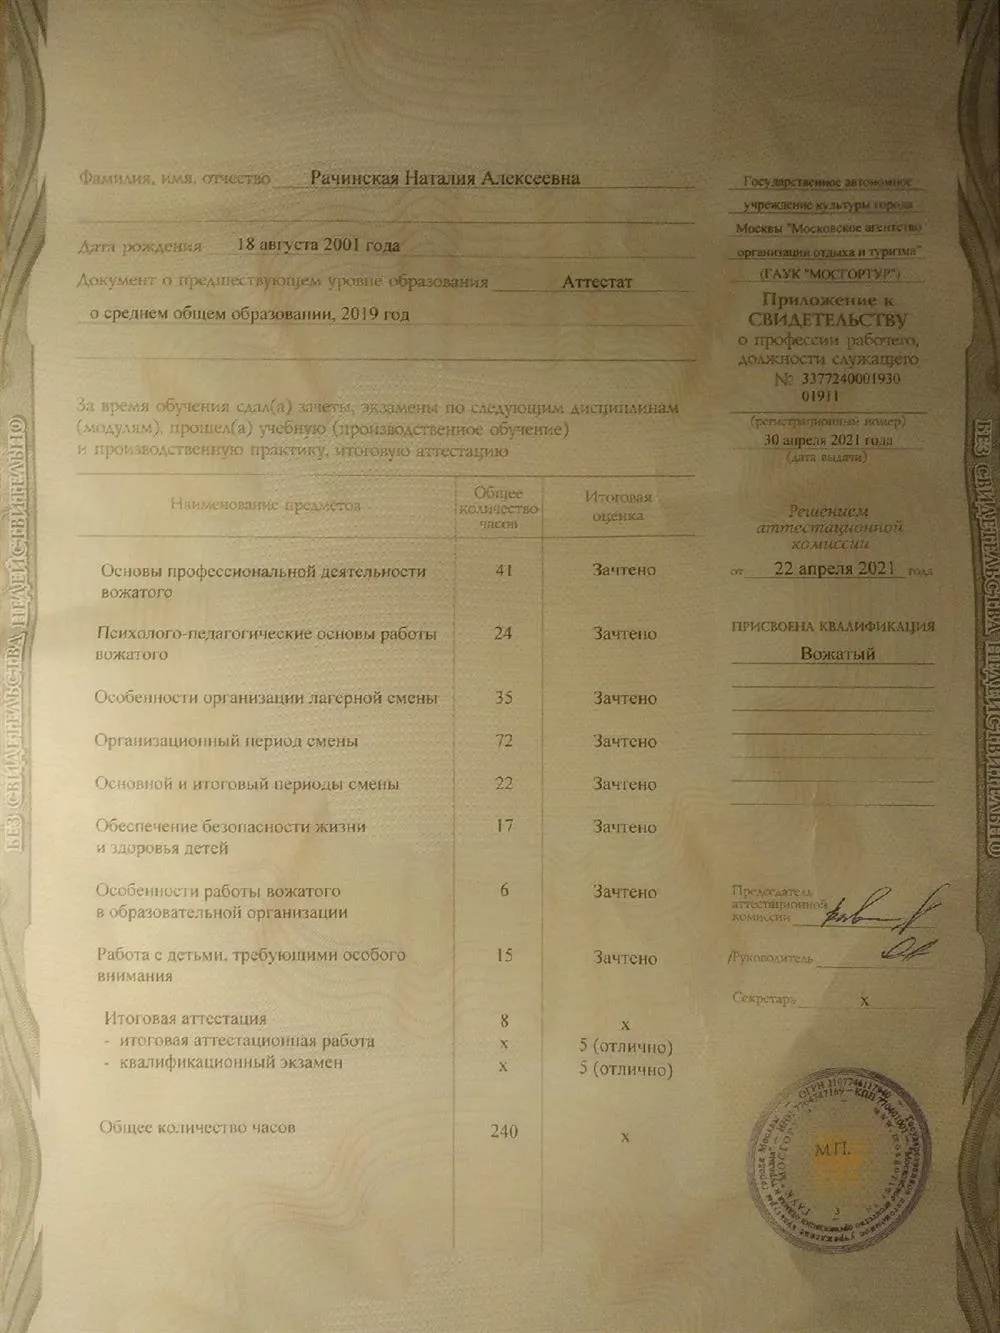 Фамилия, имя, отчество Рачинская Наталия Алексеевна
Дата рождения 18 августа 2001 года
Документ о предшествующем уровне образования Аттестат
о среднем общем образовании, 2019 год
За время обучения сдал(а) зачеты, экзамены по следующим дисциплинам
(модулям), прошел(а) учебную (производственное обучение)
и производственную практику, итоговую аттестацию
Наименование предметов
Общее
количество
часов
Итоговая
оценка
Основы профессиональной деятельности 41 Зачтено
вожатого
Психолого-педагогические основы работы 24 Зачтено
вожатого
Особенности организации лагерной смены 35 Зачтено
Организационный период смены 72 Зачтено
Основной и итоговый периоды смены 22 Зачтено
Обеспечение безопасности жизни 17 Зачтено
и здоровья детей
Особенности работы вожатого 6 Зачтено
в образовательной организации
Работа с детьми, требующими особого 15 Зачтено
внимания
Итоговая аттестация 8 х
- итоговая аттестационная работа х 5 (отлично)
- квалификационный экзамен х 5 (отлично)
Общее количество часов 240 х
Государственное автономное
учреждение культуры города
Москвы "Московское агентство
организации отдыха и туризма"
(ГАУК "МОСГОРТУР")
Приложение к
СВИДЕТЕЛЬСТВУ
о профессии рабочего,
должности служащего
№ 3377240001930
01911
(регистрационный номер)
30 апреля 2021 года
(дата выдачи)
Решением
аттестационной
комиссии
от 22 апреля 2021 года
ПРИСВОЕНА КВАЛИФИКАЦИЯ
Вожатый
Председатель
аттестационной
комиссии
Руководитель
Секретарь х
М.П.
БЕЗ СВИДЕТЕЛЬСТВА НЕДЕЙСТВИТЕЛЬНО
БЕЗ СВИДЕТЕЛЬСТВА НЕДЕЙСТВИТЕЛЬНО